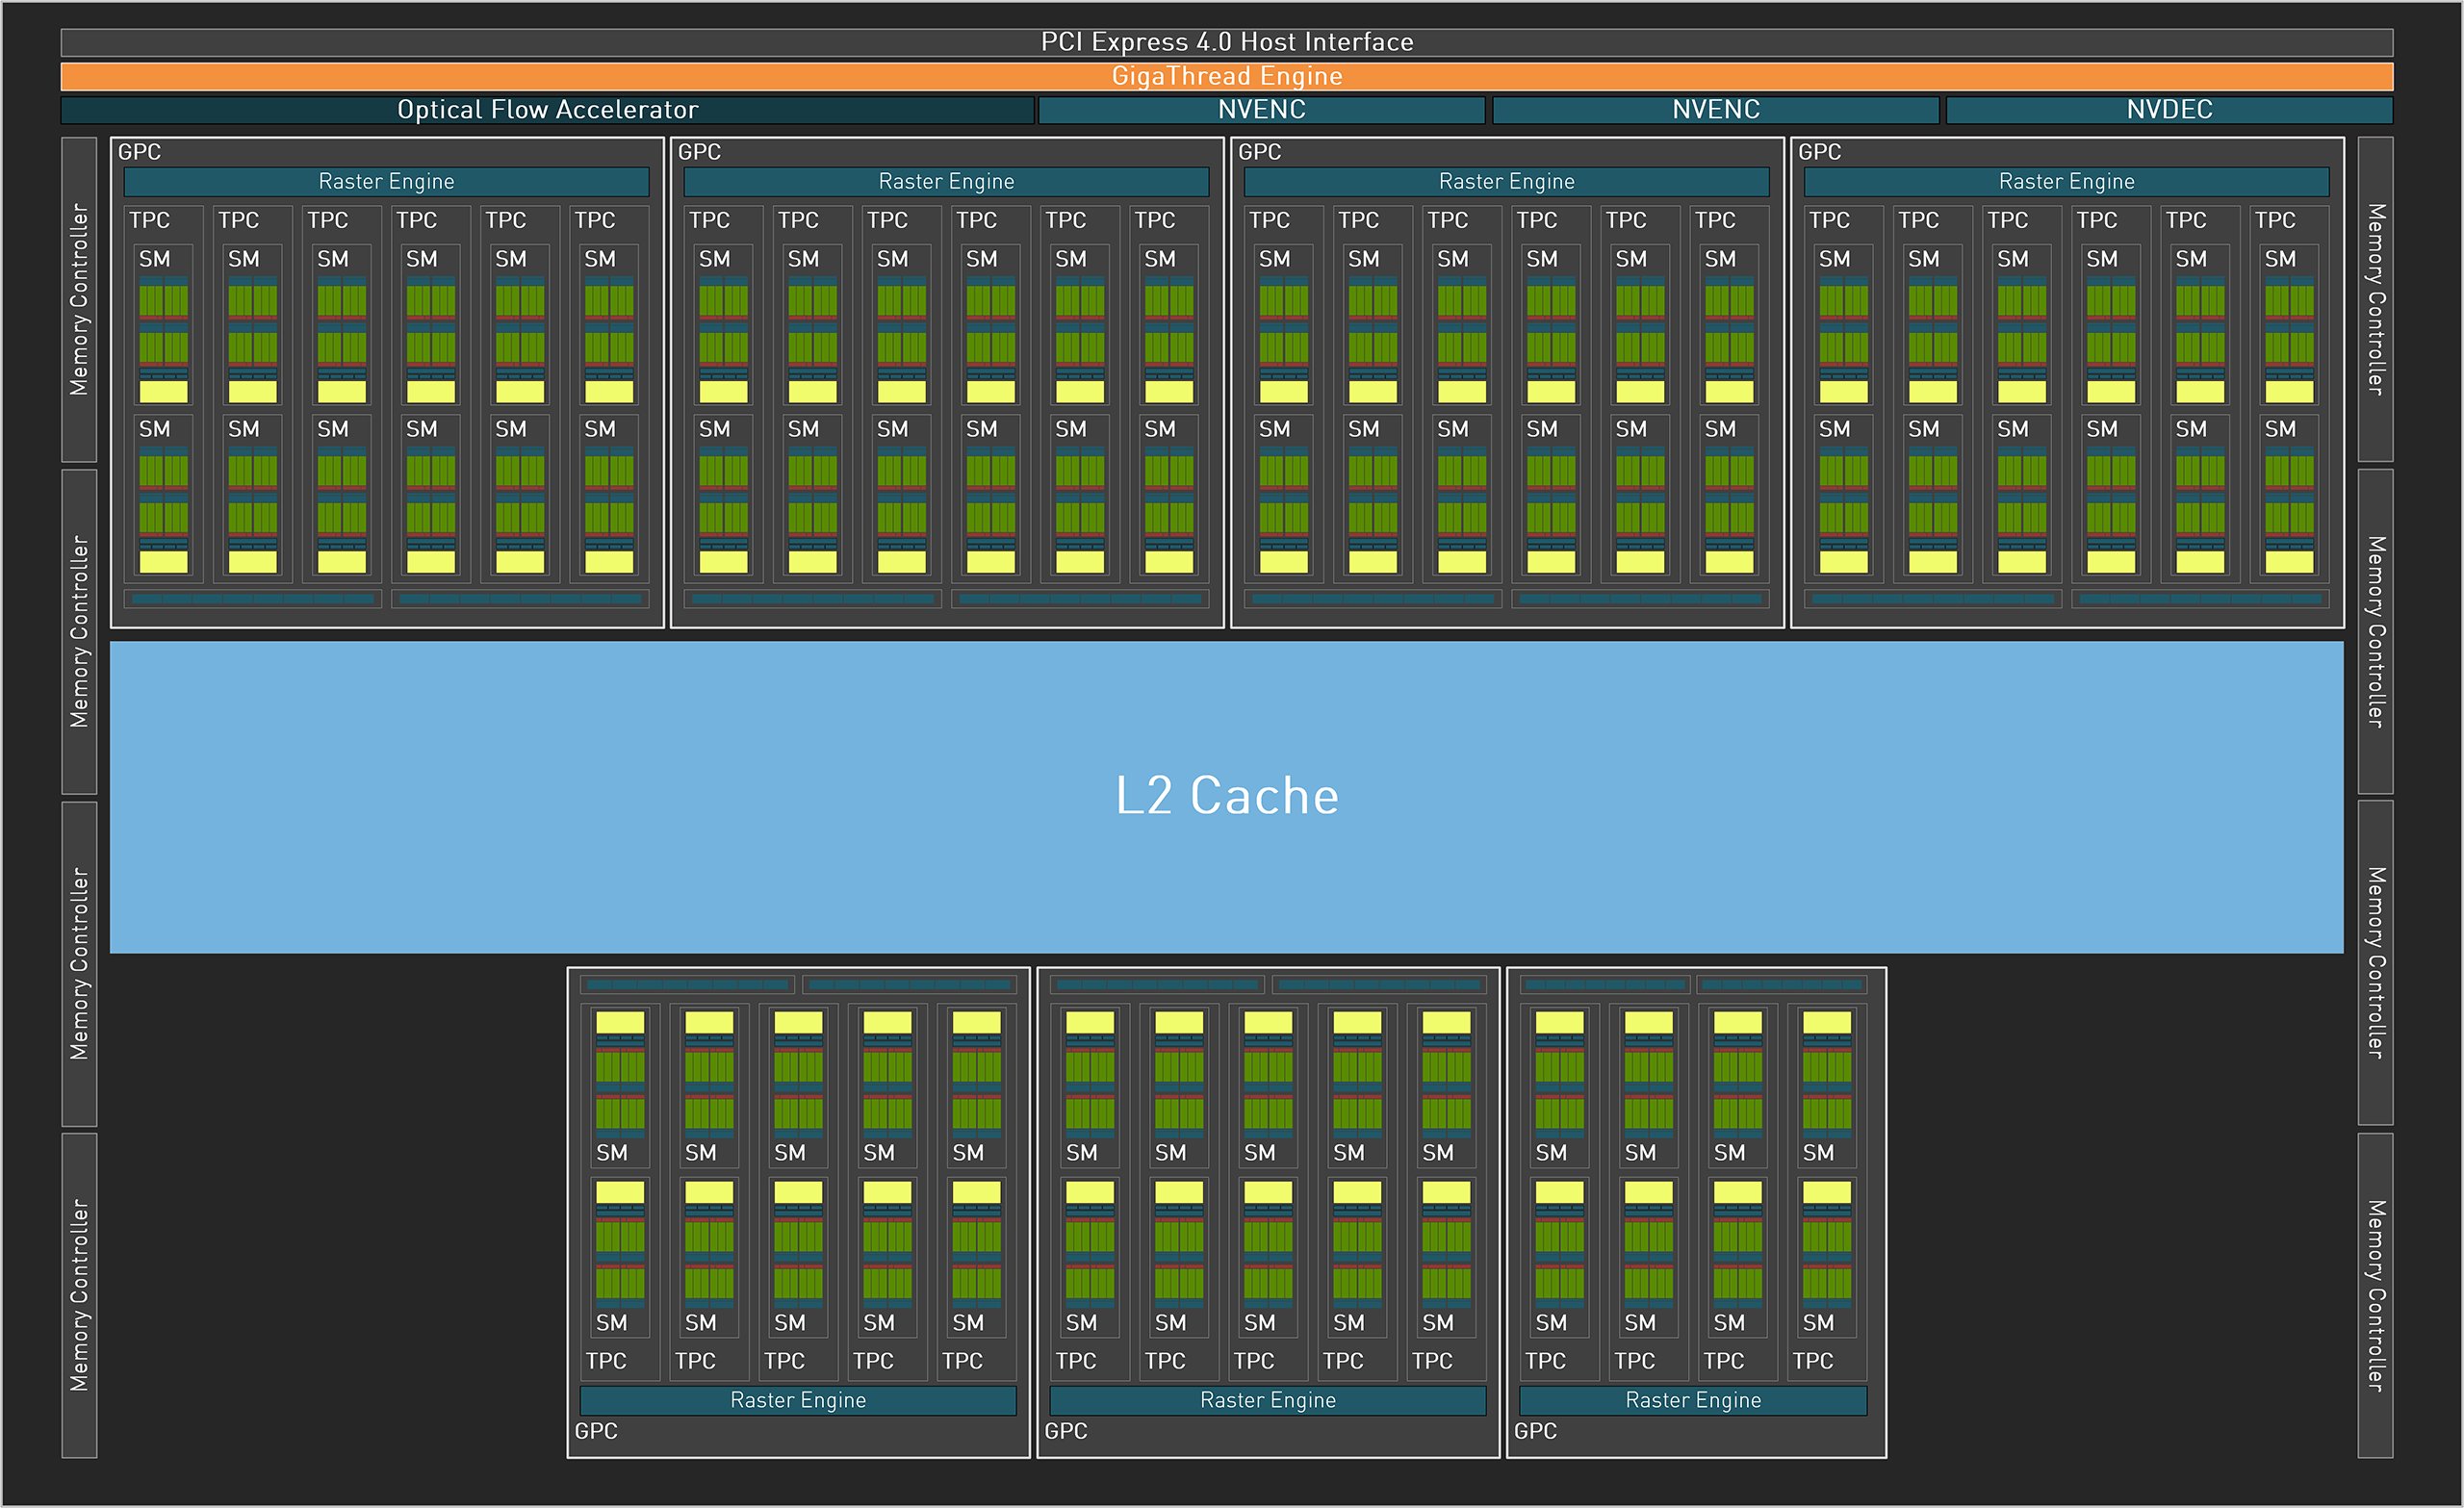 PCI Express 4.0 Host Interface
GigaThread Engine
Optical Flow Accelerator NVENC NVENC NVDEC
GPC GPC GPC GPC
Raster Engine Raster Engine Raster Engine Raster Engine
TPC TPC TPC TPC TPC TPC TPC TPC TPC TPC TPC TPC TPC TPC TPC TPC TPC TPC TPC TPC TPC TPC TPC TPC
SM SM SM SM SM SM SM SM SM SM SM SM SM SM SM SM SM SM SM SM SM SM SM SM
Memory Controller Memory Controller
SM SM SM SM SM SM SM SM SM SM SM SM SM SM SM SM SM SM SM SM SM SM SM SM
Memory Controller Memory Controller
L2 Cache
Memory Controller Memory Controller
SM SM SM SM SM SM SM SM SM SM SM SM SM SM
Memory Controller Memory Controller
SM SM SM SM SM SM SM SM SM SM SM SM SM SM
TPC TPC TPC TPC TPC TPC TPC TPC TPC TPC TPC TPC TPC TPC
Raster Engine Raster Engine Raster Engine
GPC GPC GPC